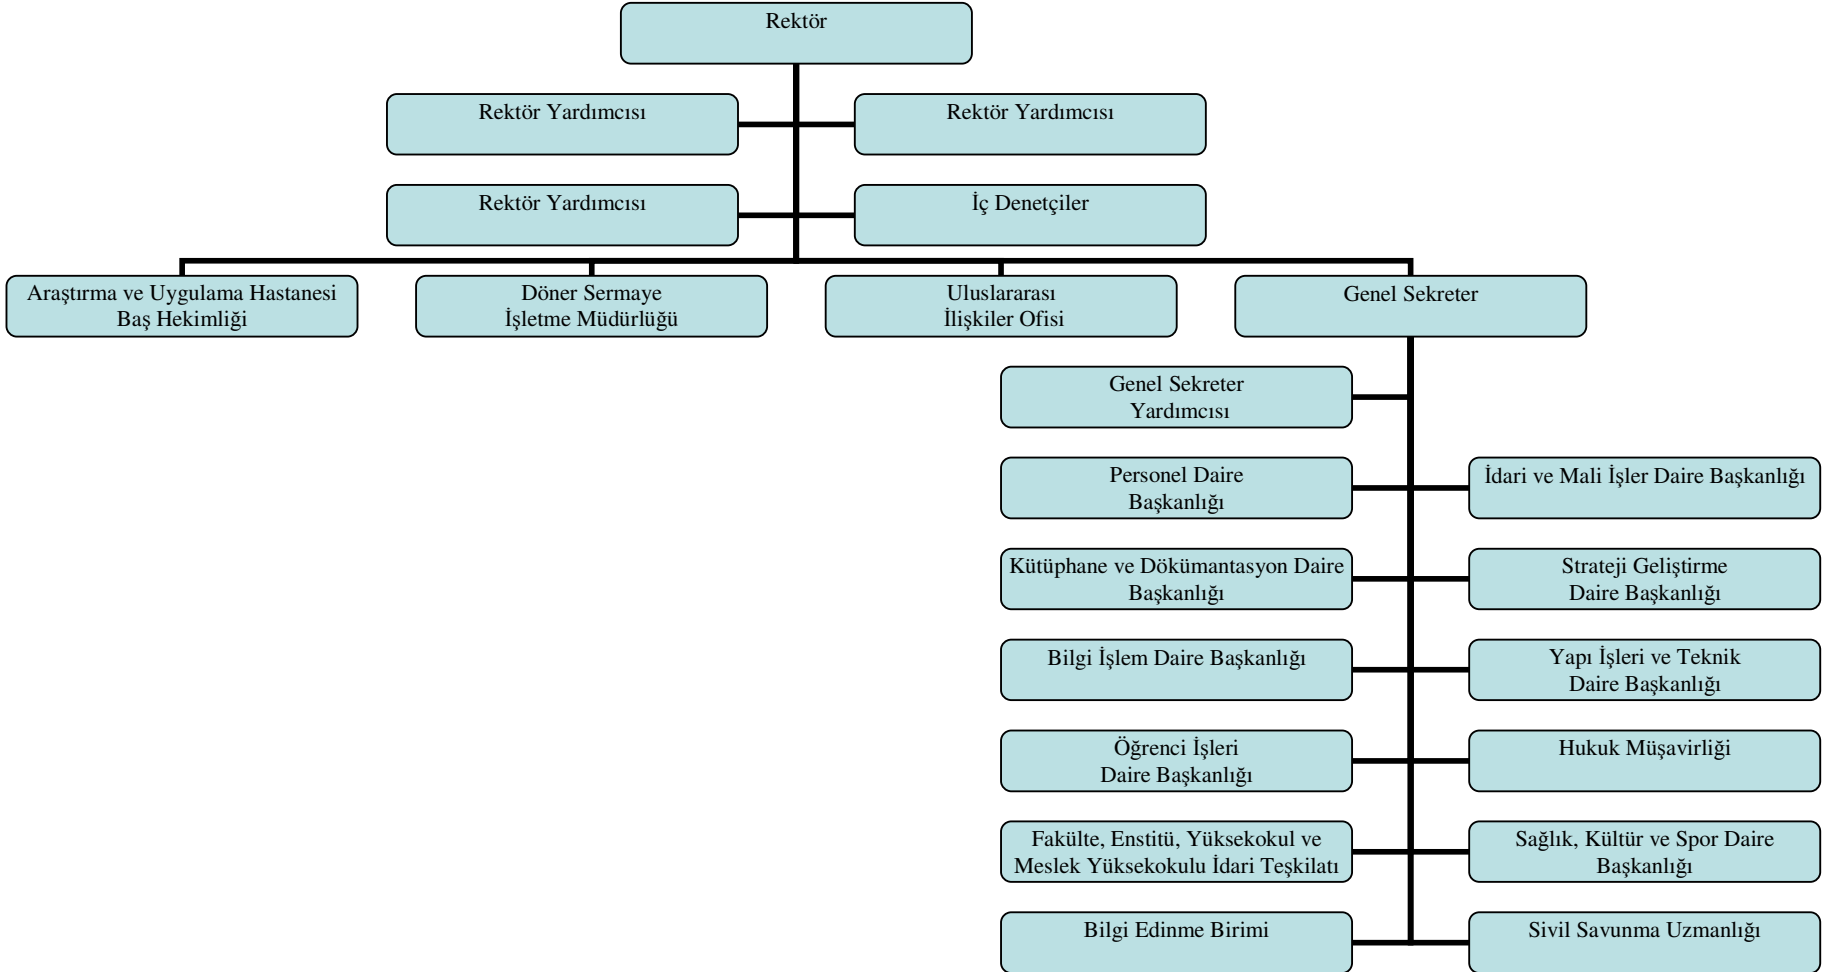 Rektör
Rektör Yardımcısı
Rektör Yardımcısı
Rektör Yardımcısı
İç Denetçiler
Araştırma ve Uygulama Hastanesi
Baş Hekimliği
Döner Sermaye
İşletme Müdürlüğü
Uluslararası
İlişkiler Ofisi
Genel Sekreter
Genel Sekreter
Yardımcısı
Personel Daire
Başkanlığı
İdari ve Mali İşler Daire Başkanlığı
Kütüphane ve Dökümantasyon Daire
Başkanlığı
Strateji Geliştirme
Daire Başkanlığı
Bilgi İşlem Daire Başkanlığı
Yapı İşleri ve Teknik
Daire Başkanlığı
Öğrenci İşleri
Daire Başkanlığı
Hukuk Müşavirliği
Fakülte, Enstitü, Yüksekokul ve
Meslek Yüksekokulu İdari Teşkilatı
Sağlık, Kültür ve Spor Daire
Başkanlığı
Bilgi Edinme Birimi
Sivil Savunma Uzmanlığı